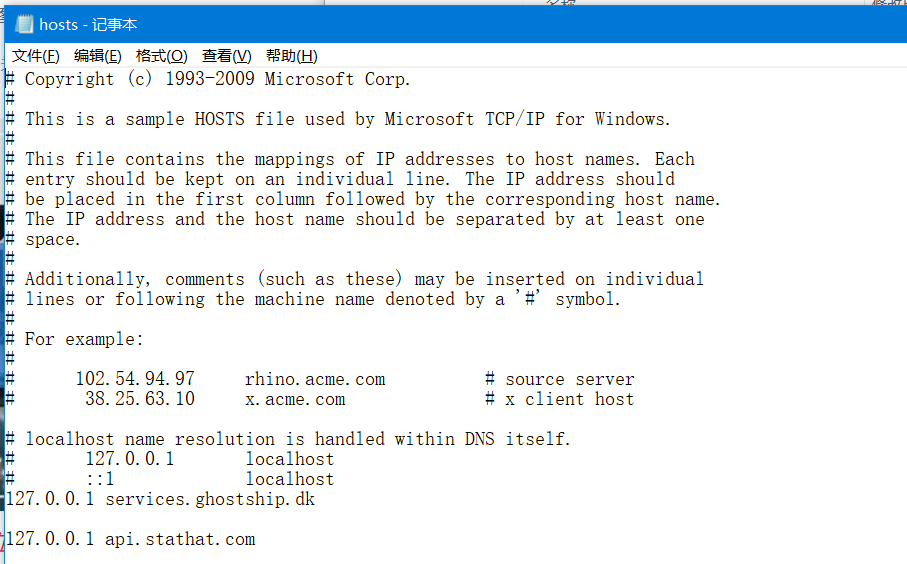 hosts - 记事本
文件(F) 编辑(E) 格式(O) 查看(V) 帮助(H)
# Copyright (c) 1993-2009 Microsoft Corp.
#
# This is a sample HOSTS file used by Microsoft TCP/IP for Windows.
#
# This file contains the mappings of IP addresses to host names. Each
# entry should be kept on an individual line. The IP address should
# be placed in the first column followed by the corresponding host name.
# The IP address and the host name should be separated by at least one
# space.
#
# Additionally, comments (such as these) may be inserted on individual
# lines or following the machine name denoted by a '#' symbol.
#
# For example:
#
#      102.54.94.97     rhino.acme.com          # source server
#       38.25.63.10     x.acme.com              # x client host

# localhost name resolution is handled within DNS itself.
#       127.0.0.1       localhost
#       ::1             localhost
127.0.0.1 services.ghostship.dk

127.0.0.1 api.stathat.com